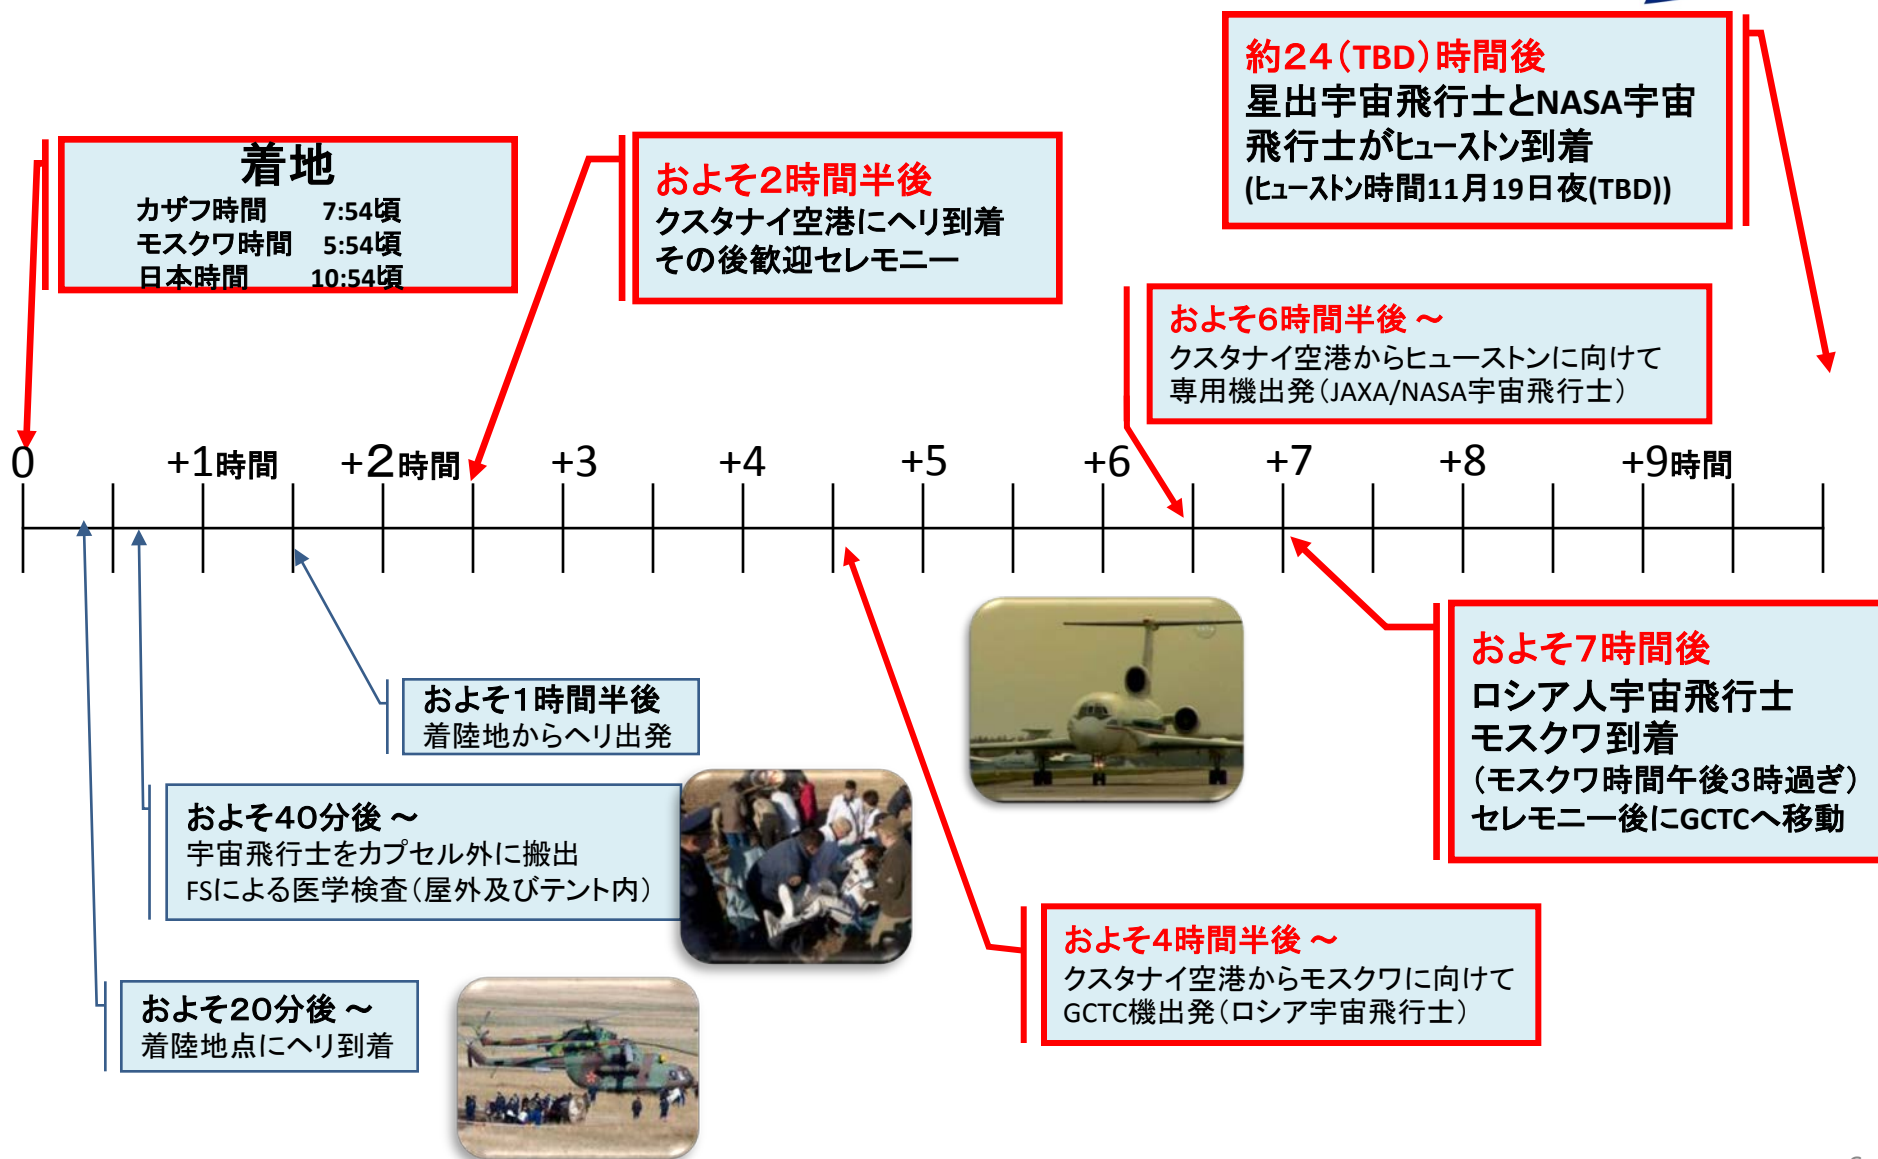 約24(TBD)時間後
星出宇宙飛行士とNASA宇宙
飛行士がヒューストン到着
(ヒューストン時間11月19日夜(TBD))
着地
カザフ時間 7:54頃
モスクワ時間 5:54頃
日本時間 10:54頃
およそ2時間半後
クスタナイ空港にヘリ到着
その後歓迎セレモニー
およそ6時間半後 ～
クスタナイ空港からヒューストンに向けて
専用機出発(JAXA/NASA宇宙飛行士)
0 +1時間 +2時間 +3 +4 +5 +6 +7 +8 +9時間
およそ1時間半後
着陸地からヘリ出発
およそ7時間後
ロシア人宇宙飛行士
モスクワ到着
(モスクワ時間午後3時過ぎ)
セレモニー後にGCTCへ移動
およそ40分後 ～
宇宙飛行士をカプセル外に搬出
FSによる医学検査(屋外及びテント内)
およそ4時間半後 ～
クスタナイ空港からモスクワに向けて
GCTC機出発(ロシア宇宙飛行士)
およそ20分後 ～
着陸地点にヘリ到着